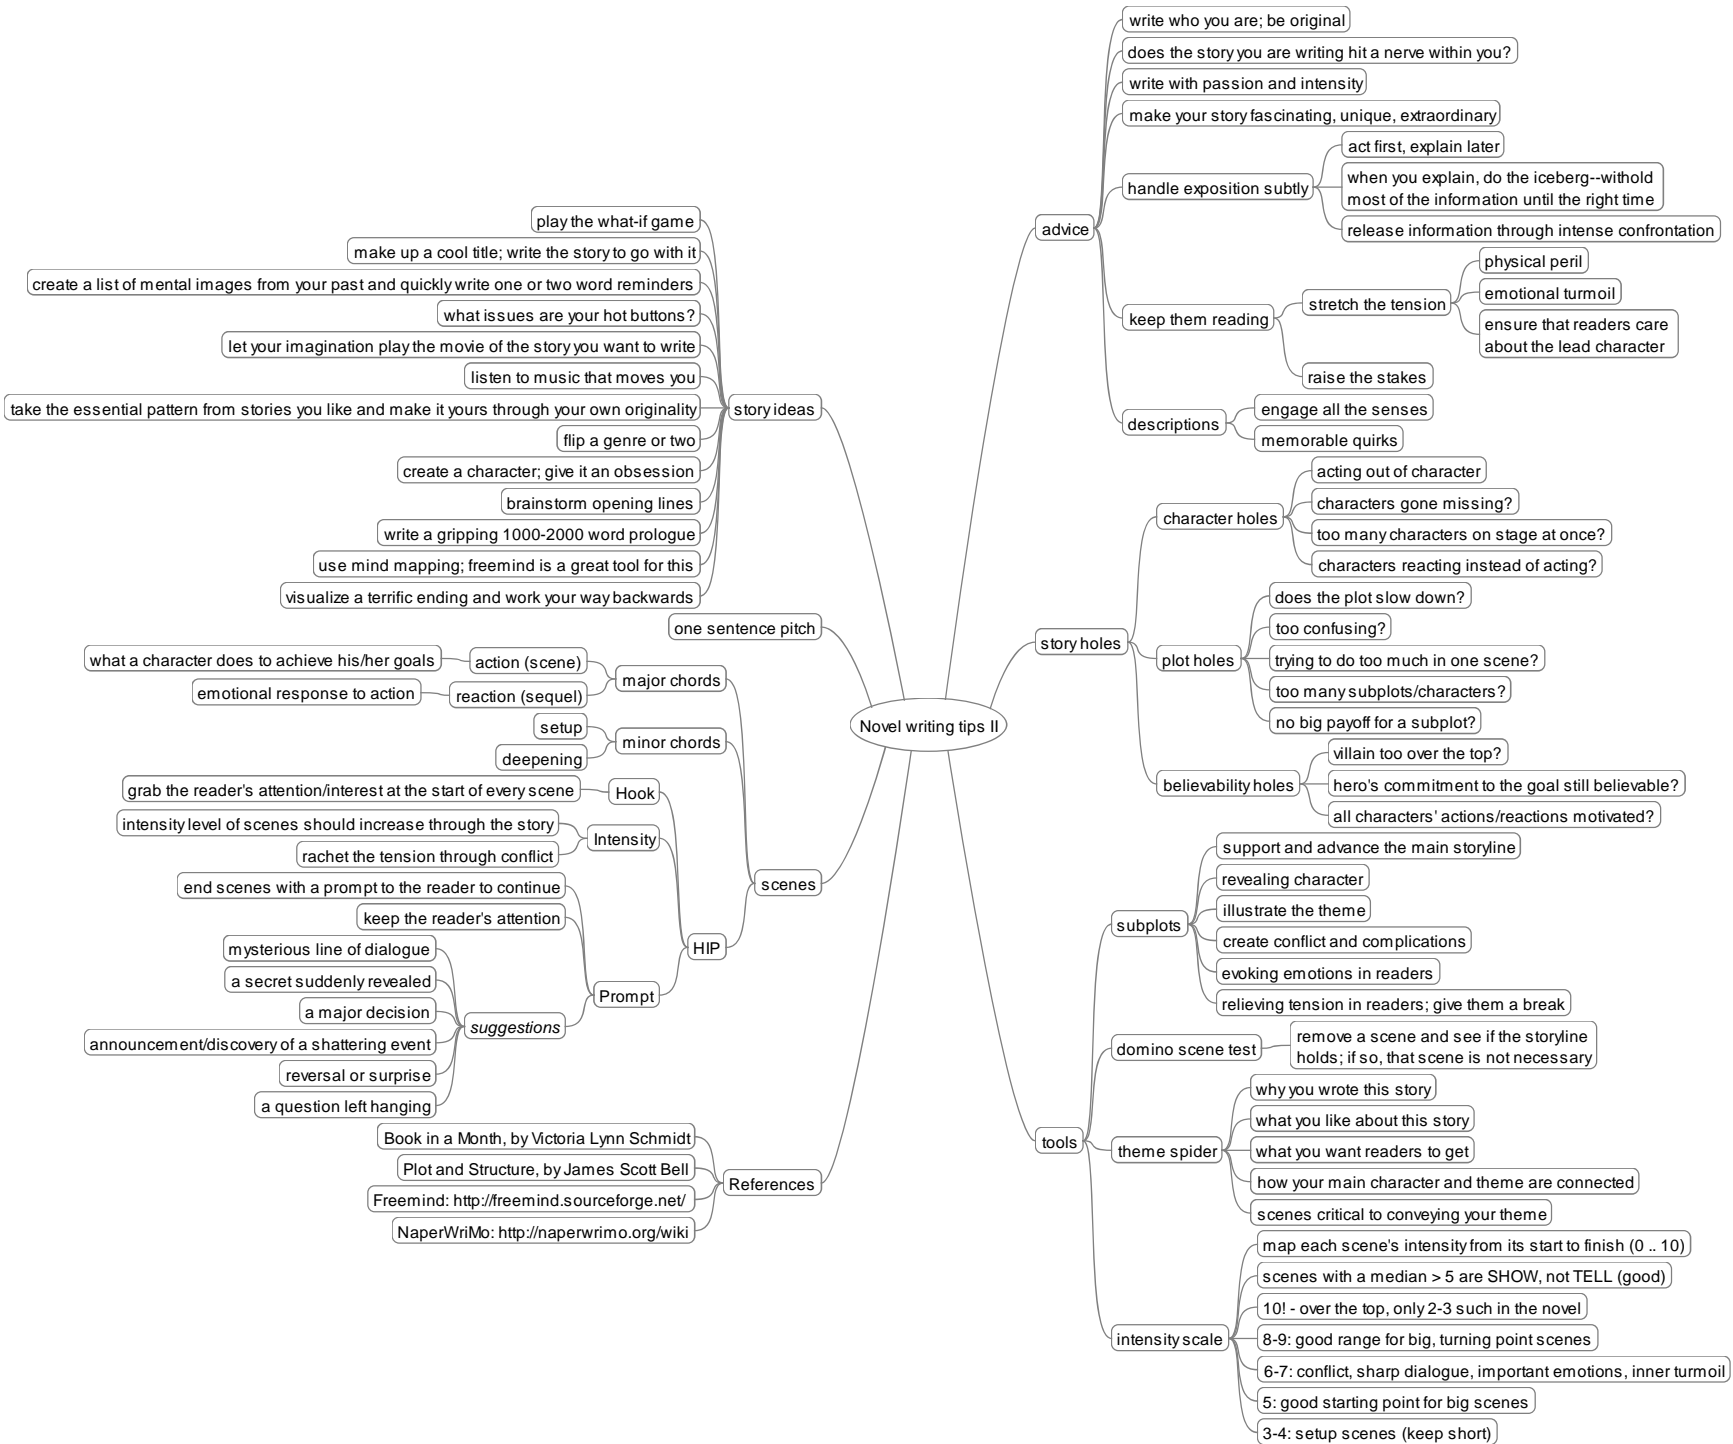 Novel writing tips II
advice
write who you are; be original
does the story you are writing hit a nerve within you?
write with passion and intensity
make your story fascinating, unique, extraordinary
handle exposition subtly
act first, explain later
when you explain, do the iceberg--withold
most of the information until the right time
release information through intense confrontation
keep them reading
stretch the tension
physical peril
emotional turmoil
ensure that readers care
about the lead character
raise the stakes
descriptions
engage all the senses
memorable quirks
story holes
character holes
acting out of character
characters gone missing?
too many characters on stage at once?
characters reacting instead of acting?
plot holes
does the plot slow down?
too confusing?
trying to do too much in one scene?
too many subplots/characters?
no big payoff for a subplot?
believability holes
villain too over the top?
hero's commitment to the goal still believable?
all characters' actions/reactions motivated?
tools
subplots
support and advance the main storyline
revealing character
illustrate the theme
create conflict and complications
evoking emotions in readers
relieving tension in readers; give them a break
domino scene test
remove a scene and see if the storyline
holds; if so, that scene is not necessary
theme spider
why you wrote this story
what you like about this story
what you want readers to get
how your main character and theme are connected
scenes critical to conveying your theme
intensity scale
map each scene's intensity from its start to finish (0 .. 10)
scenes with a median > 5 are SHOW, not TELL (good)
10! - over the top, only 2-3 such in the novel
8-9: good range for big, turning point scenes
6-7: conflict, sharp dialogue, important emotions, inner turmoil
5: good starting point for big scenes
3-4: setup scenes (keep short)
story ideas
play the what-if game
make up a cool title; write the story to go with it
create a list of mental images from your past and quickly write one or two word reminders
what issues are your hot buttons?
let your imagination play the movie of the story you want to write
listen to music that moves you
take the essential pattern from stories you like and make it yours through your own originality
flip a genre or two
create a character; give it an obsession
brainstorm opening lines
write a gripping 1000-2000 word prologue
use mind mapping; freemind is a great tool for this
visualize a terrific ending and work your way backwards
one sentence pitch
scenes
major chords
action (scene)
what a character does to achieve his/her goals
reaction (sequel)
emotional response to action
minor chords
setup
deepening
HIP
Hook
grab the reader's attention/interest at the start of every scene
Intensity
intensity level of scenes should increase through the story
rachet the tension through conflict
Prompt
end scenes with a prompt to the reader to continue
keep the reader's attention
suggestions
mysterious line of dialogue
a secret suddenly revealed
a major decision
announcement/discovery of a shattering event
reversal or surprise
a question left hanging
References
Book in a Month, by Victoria Lynn Schmidt
Plot and Structure, by James Scott Bell
Freemind: http://freemind.sourceforge.net/
NaperWriMo: http://naperwrimo.org/wiki